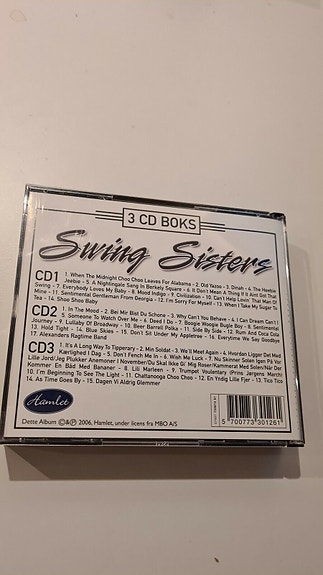 3 CD BOKS
Swing Sisters
CD1 1. When The Midnight Choo Choo Leaves For Alabama - 2. Old Yazoo - 3. Dinah - 4. The Heebie
Jeebie - 5. A Nightingale Sang In Berkely Square - 6. It Don't Mean A Thing If It Aint Got That
Swing - 7. Everybody Loves My Baby - 8. Mood Indigo - 9. Civilization - 10. Can't Help Lovin' That Man Of
Mine - 11. Sentimental Gentleman From Georgia - 12. I'm Sorry For Myself - 13. When I Take My Sugar To
Tea - 14. Shoo Shoo Baby
CD2 1. In The Mood - 2. Bei Mir Bist Du Schone - 3. Why Can't You Behave - 4. I Can Dream Can't I
5. Someone To Watch Over Me - 6. Deed I Do - 7. Boogie Woogie Bugle Boy - 8. Sentimental
Journey - 9. Lullaby Of Broadway - 10. Beer Barrell Polka - 11. Side By Side - 12. Rum And Coca Cola
13. Hold Tight - 14. Blue Skies - 15. Don't Sit Under My Appletree - 16. Everytime We Say Goodbye
17. Alexanders Ragtime Band
CD3 1. It's A Long Way To Tipperary - 2. Min Soldat - 3. We'll Meet Again - 4. Hvordan Ligger Det Med
Kærlighed I Dag - 5. Don't Fench Me In - 6. Wish Me Luck - 7. Når Klinten Solen Igen På Vor
Lille Jord/Jeg Plukker Anemoner I November/Du Skal Ikke Gi' Mig Roser/Kammerat Med Solen/Når Der
Kommer En Båd Med Bananer - 8. Lili Marleen - 9. Trumpet Voluntary (Prins Jørgens March)
10. I'm Beginning To See The Light - 11. Chattanooga Choo Choo - 12. En Yndig Lille Fjer - 13. Tico Tico
14. As Time Goes By - 15. Dagen Vi Aldrig Glemmer
Hamlet
5 700773 301261
Dette Album ©&℗ 2006, Hamlet, under licens fra MBO A/S